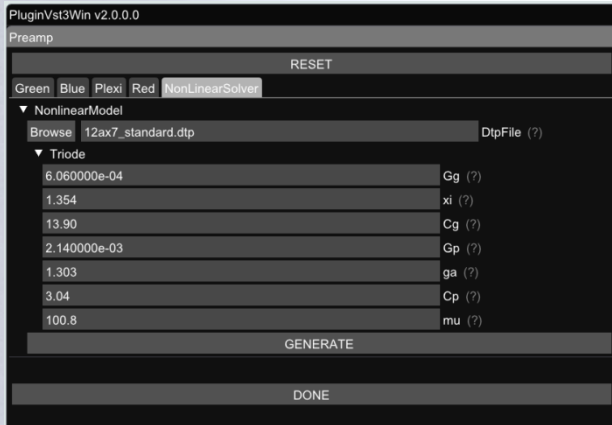 PluginVst3Win v2.0.0.0
Preamp
RESET
Green Blue Plexi Red NonLinearSolver
NonlinearModel
Browse 12ax7_standard.dtp DtpFile (?)
Triode
6.060000e-04 Gg (?)
1.354 xi (?)
13.90 Cg (?)
2.140000e-03 Gp (?)
1.303 ga (?)
3.04 Cp (?)
100.8 mu (?)
GENERATE
DONE